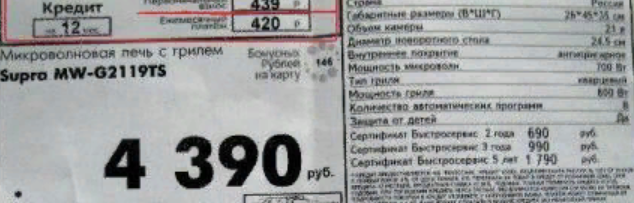 Кредит
на 12 мес.
взнос 439 Р
Ежемесячный платеж 420 Р
Микроволновая печь с грилем
Supra MW-G2119TS
Бонусных Рублей на карту 146
4 390 руб.
Страна Россия
Габаритные размеры (В*Ш*Г) 26*45*35 см
Объем камеры 21 л
Диаметр поворотного стола 24.5 см
Внутреннее покрытие антипригарное
Мощность микроволн 700 Вт
Тип гриля кварцевый
Мощность гриля 800 Вт
Количество автоматических программ 8
Защита от детей Да
Сертификат Быстросервис 2 года 690 руб.
Сертификат Быстросервис 3 года 990 руб.
Сертификат Быстросервис 5 лет 1 790 руб.